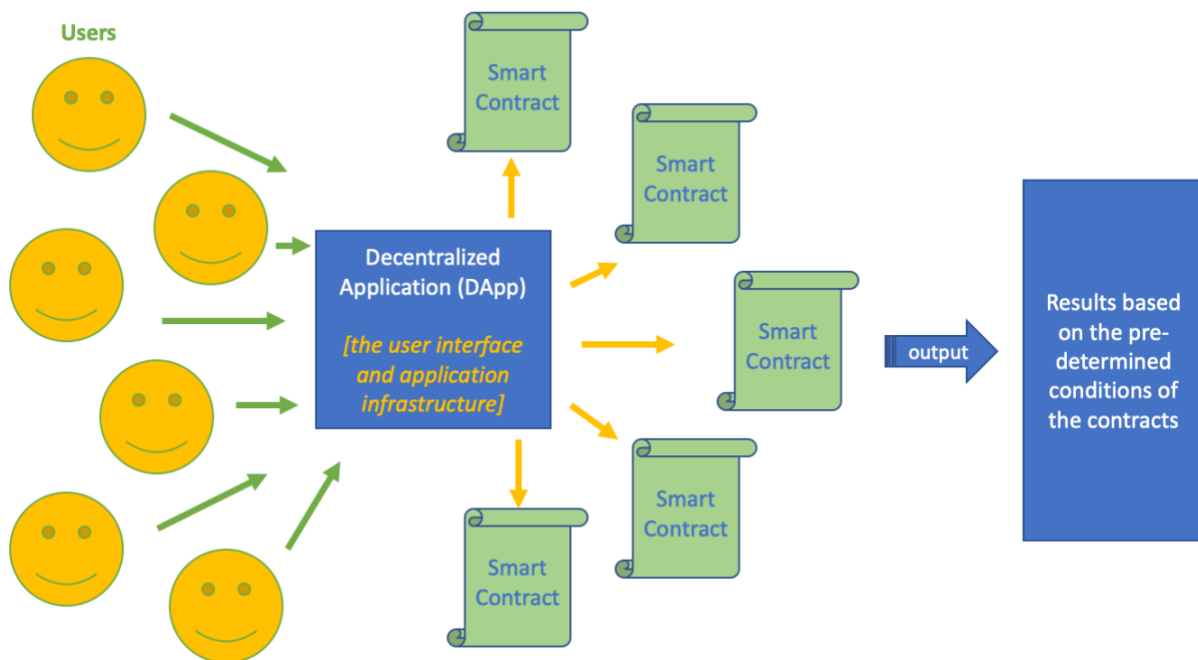 Users
Smart
Contract
Smart
Contract
Decentralized
Application (DApp)
[the user interface
and application
infrastructure]
Smart
Contract
output
Results based
on the pre-
determined
conditions of
the contracts
Smart
Contract
Smart
Contract